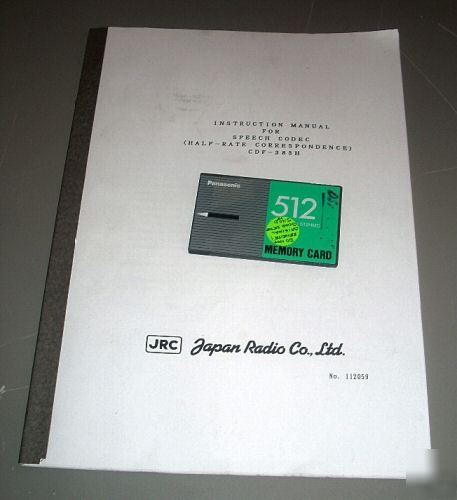 INSTRUCTION MANUAL
FOR
SPEECH CODEC
(HALF-RATE CORRESPONDENCE)
CDF-385H
Panasonic
512
MEMORY CARD
JRC Japan Radio Co., Ltd.
No. 112059